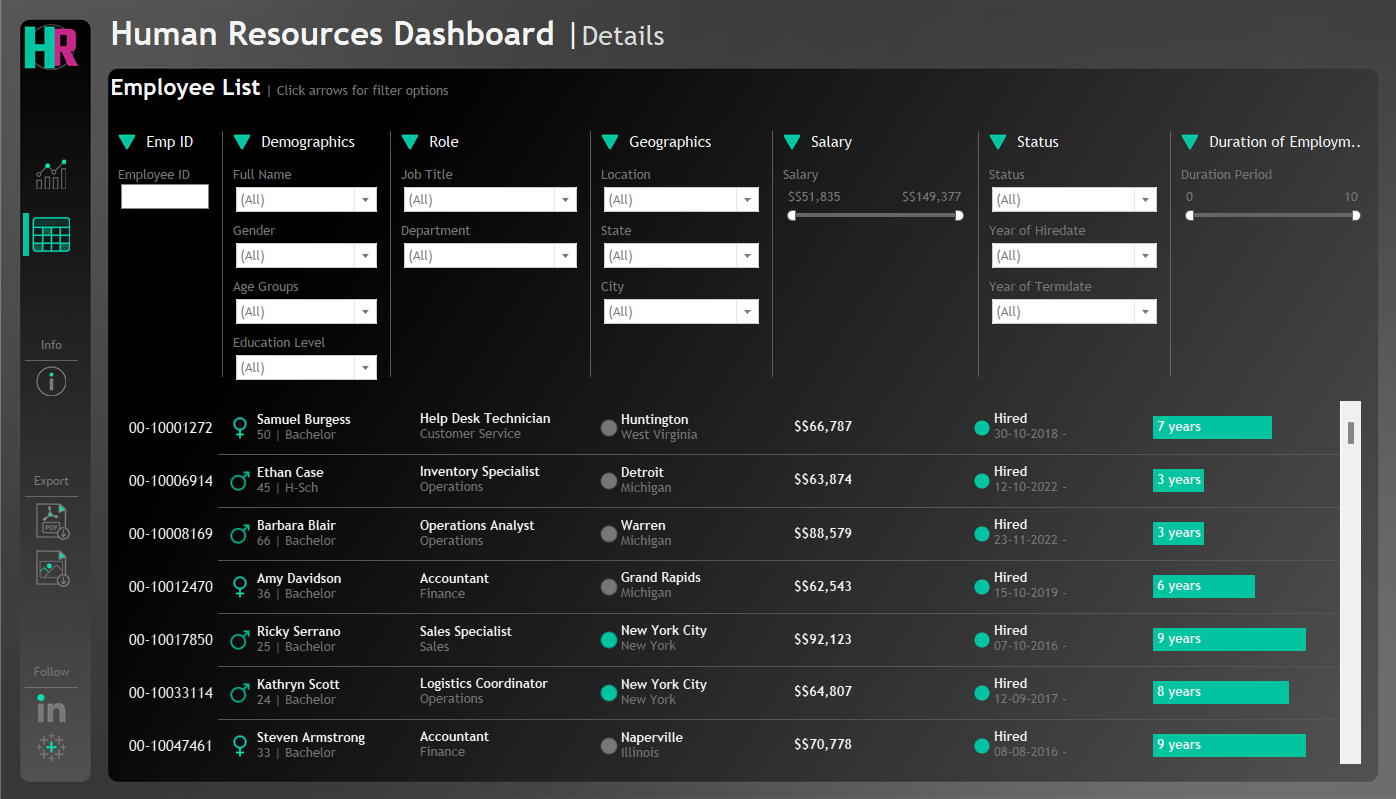 HR
Human Resources Dashboard | Details
Employee List | Click arrows for filter options
Emp ID
Demographics
Role
Geographics
Salary
Status
Duration of Employm..
Employee ID
Full Name
(All)
Gender
(All)
Age Groups
(All)
Education Level
(All)
Job Title
(All)
Department
(All)
Location
(All)
State
(All)
City
(All)
Salary
$$51,835 $$149,377
Status
(All)
Year of Hiredate
(All)
Year of Termdate
(All)
Duration Period
0 10
Info
Export
PDF
Follow
in
00-10001272
Samuel Burgess
50 | Bachelor
Help Desk Technician
Customer Service
Huntington
West Virginia
$$66,787
Hired
30-10-2018 -
7 years
00-10006914
Ethan Case
45 | H-Sch
Inventory Specialist
Operations
Detroit
Michigan
$$63,874
Hired
12-10-2022 -
3 years
00-10008169
Barbara Blair
66 | Bachelor
Operations Analyst
Operations
Warren
Michigan
$$88,579
Hired
23-11-2022 -
3 years
00-10012470
Amy Davidson
36 | Bachelor
Accountant
Finance
Grand Rapids
Michigan
$$62,543
Hired
15-10-2019 -
6 years
00-10017850
Ricky Serrano
25 | Bachelor
Sales Specialist
Sales
New York City
New York
$$92,123
Hired
07-10-2016 -
9 years
00-10033114
Kathryn Scott
24 | Bachelor
Logistics Coordinator
Operations
New York City
New York
$$64,807
Hired
12-09-2017 -
8 years
00-10047461
Steven Armstrong
33 | Bachelor
Accountant
Finance
Naperville
Illinois
$$70,778
Hired
08-08-2016 -
9 years